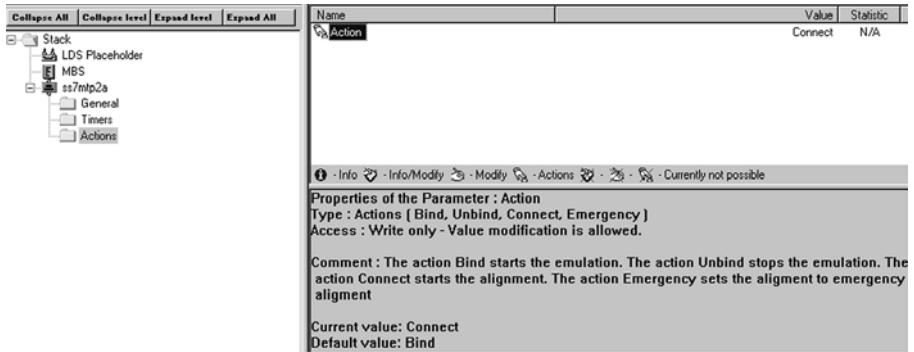 Collapse All Collapse level Expand level Expand All
Stack
LDS Placeholder
MBS
ss7mtp2a
General
Timers
Actions
Name Value Statistic
Action Connect N/A
- Info - Info/Modify - Modify - Actions - - - Currently not possible
Properties of the Parameter : Action
Type : Actions ( Bind, Unbind, Connect, Emergency )
Access : Write only - Value modification is allowed.
Comment : The action Bind starts the emulation. The action Unbind stops the emulation. The
action Connect starts the alignment. The action Emergency sets the aligment to emergency
aligment
Current value: Connect
Default value: Bind